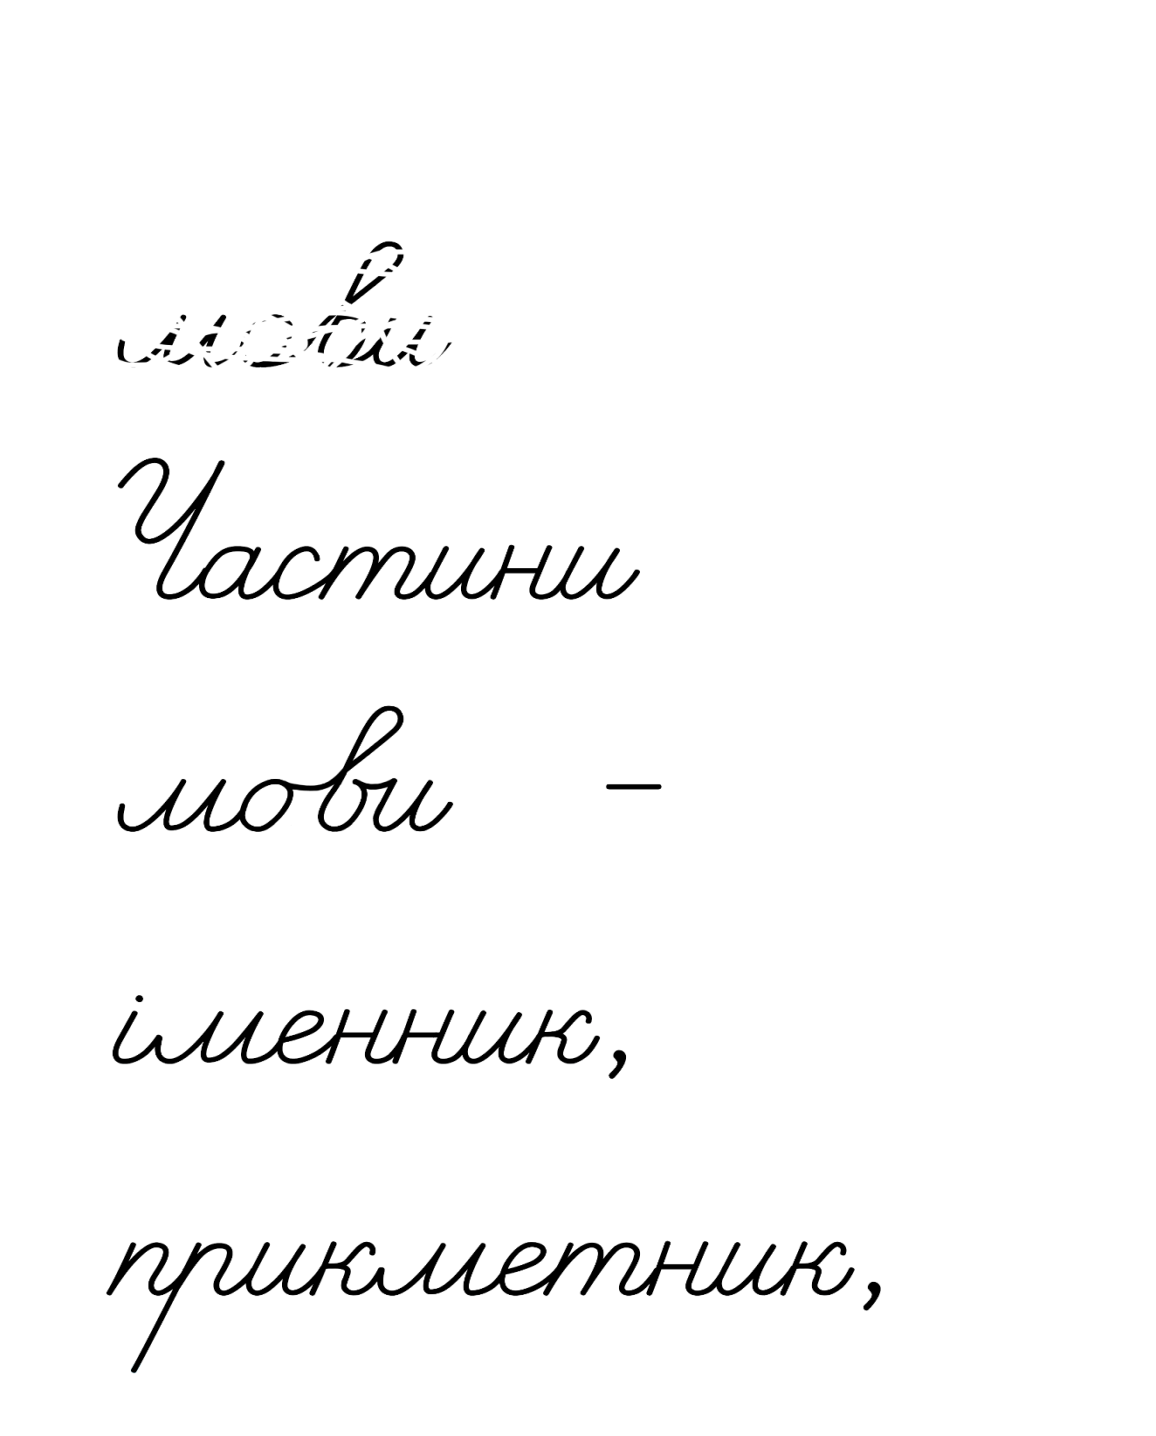 мови
Частини
мови –
іменник,
прикметник,